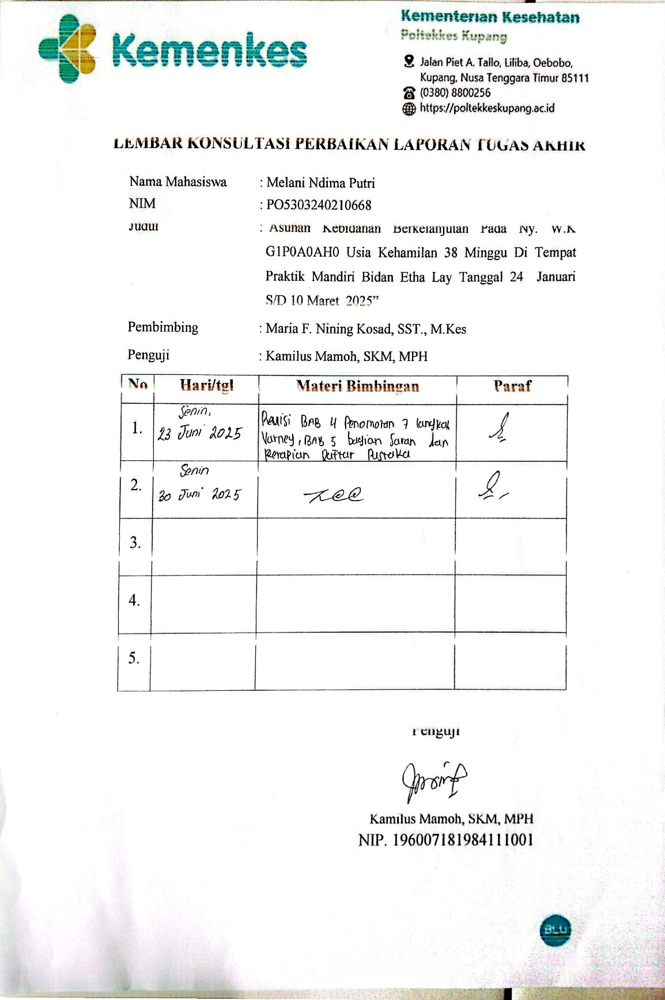 Kemenkes
Kementerian Kesehatan
Poltekkes Kupang
Jalan Piet A. Tallo, Liliba, Oebobo,
Kupang, Nusa Tenggara Timur 85111
(0380) 8800256
https://poltekkeskupang.ac.id
LEMBAR KONSULTASI PERBAIKAN LAPORAN TUGAS AKHIR
Nama Mahasiswa : Melani Ndima Putri
NIM : PO5303240210668
Judul : Asuhan Kebidanan Berkelanjutan Pada Ny. W.K
G1P0A0AH0 Usia Kehamilan 38 Minggu Di Tempat
Praktik Mandiri Bidan Etha Lay Tanggal 24 Januari
S/D 10 Maret 2025”
Pembimbing : Maria F. Nining Kosad, SST., M.Kes
Penguji : Kamilus Mamoh, SKM, MPH
No Hari/tgl Materi Bimbingan Paraf
1. Senin, 
23 Juni 2025
Revisi BAB 4 Penomoran 7 langkah
Varney, BAB 5 bagian Saran dan
Kerapian Daftar Pustaka
2. Senin
30 Juni 2025
3.
4.
5.
Penguji
Kamilus Mamoh, SKM, MPH
NIP. 196007181984111001
BLU